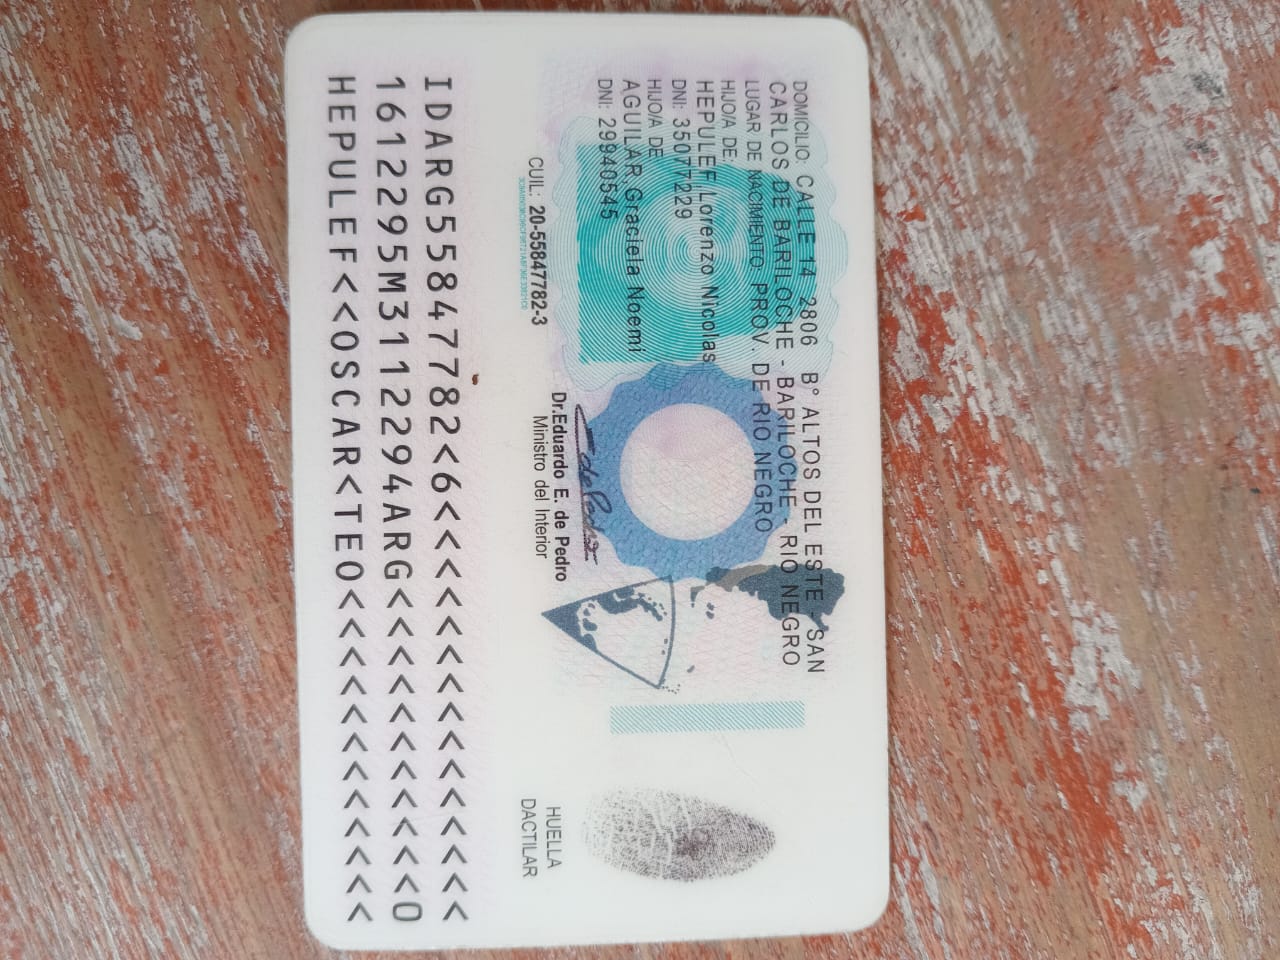 DOMICILIO: CALLE 14 2806 B° ALTOS DEL ESTE - SAN
CARLOS DE BARILOCHE - BARILOCHE - RIO NEGRO
LUGAR DE NACIMIENTO: PROV. DE RIO NEGRO
HIJO/A DE:
HEPULEF Lorenzo Nicolas
DNI: 35077229
HIJO/A DE
AGUILAR Graciela Noemi
DNI: 29940545
CUIL: 20-55847782-3
Dr.Eduardo E. de Pedro
Ministro del Interior
HUELLA
DACTILAR
IDARG55847782<6<<<<<<<<<<<<<<<
1612295M3112294ARG<<<<<<<<<<<0
HEPULEF<<OSCAR<TEO<<<<<<<<<<<<